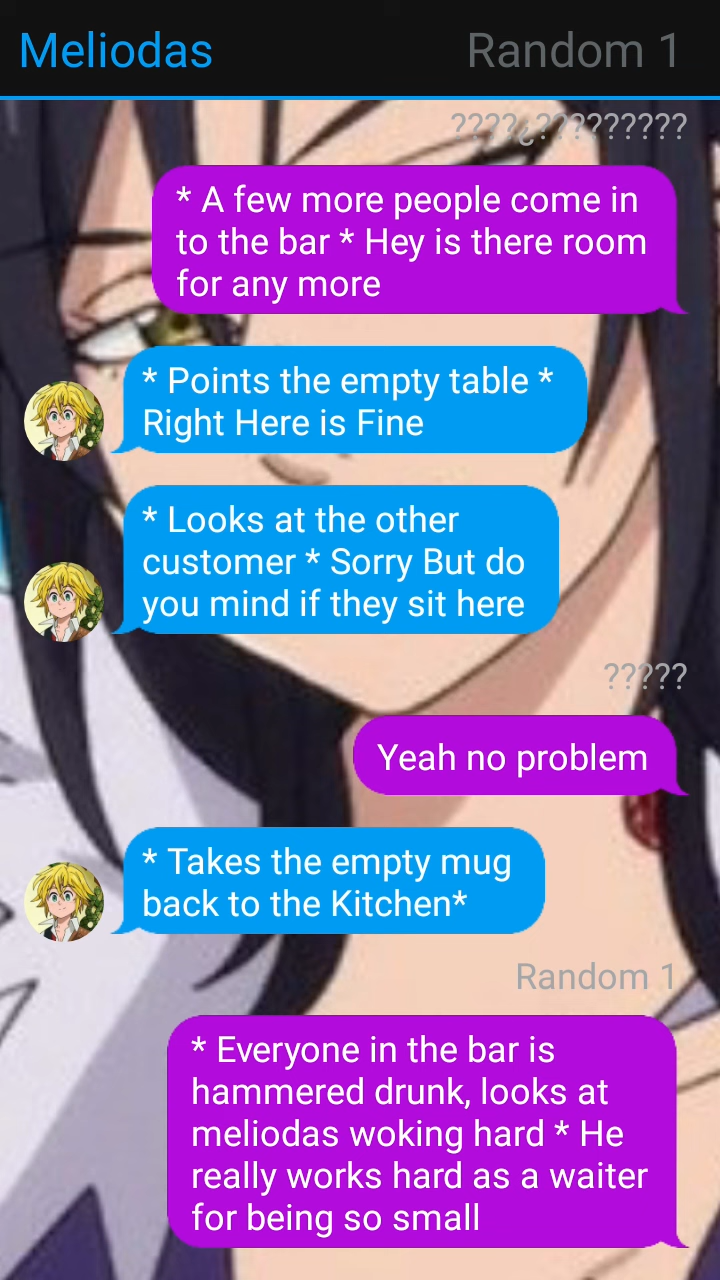 Meliodas
Random 1
????¿?????????
* A few more people come in
to the bar * Hey is there room
for any more
* Points the empty table *
Right Here is Fine
* Looks at the other
customer * Sorry But do
you mind if they sit here
?????
Yeah no problem
* Takes the empty mug
back to the Kitchen*
Random 1
* Everyone in the bar is
hammered drunk, looks at
meliodas woking hard * He
really works hard as a waiter
for being so small